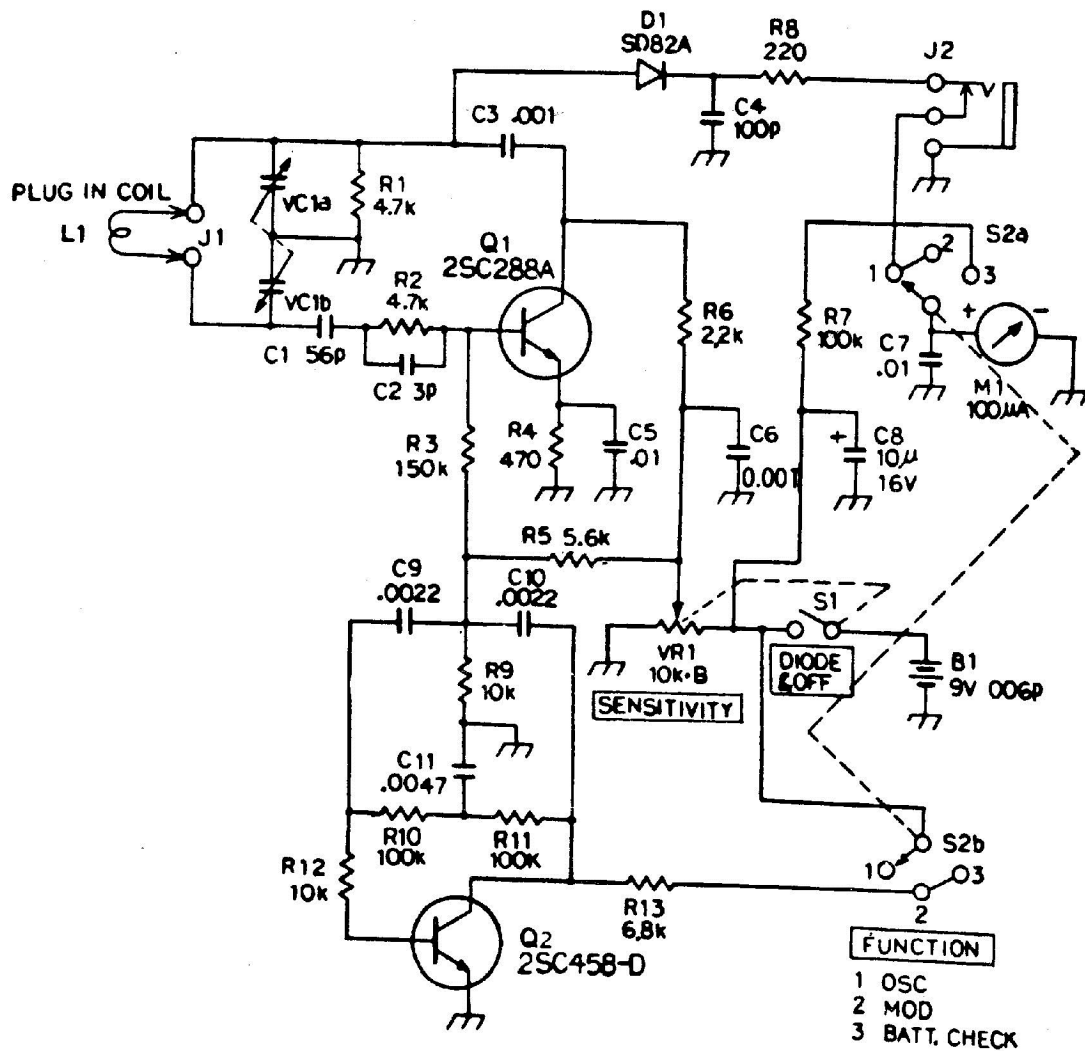 D1
SD82A
R8
220
J2
C3 .001
C4
100p
PLUG IN COIL
L1
J1
VC1a
R1
4.7k
VC1b
Q1
2SC288A
R2
4.7k
C1 56p
C2 3p
R6
2,2k
R7
100k
S2a
1
2
3
+
-
C7
.01
M1
100μA
R3
150k
R4
470
C5
.01
C6
0.001
+
C8
10μ
16V
R5 5.6k
C9
.0022
C10
.0022
S1
VR1
10k·B
SENSITIVITY
DIODE
&OFF
B1
9V 006p
R9
10k
C11
.0047
R10
100k
R11
100K
R12
10k
R13
6,8k
S2b
1
2
3
Q2
2SC458-D
FUNCTION
1 OSC
2 MOD
3 BATT. CHECK